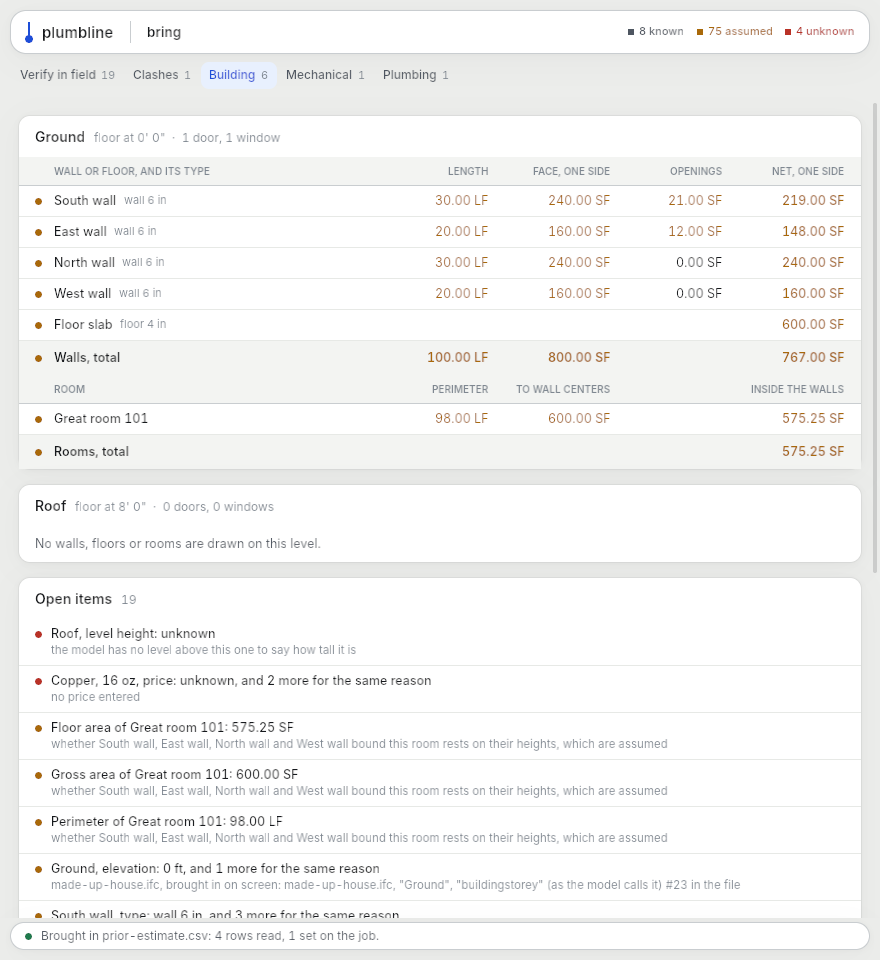 plumbline bring 8 known 75 assumed 4 unknown
Verify in field 19 Clashes 1 Building 6 Mechanical 1 Plumbing 1
Ground floor at 0' 0" · 1 door, 1 window
WALL OR FLOOR, AND ITS TYPE LENGTH FACE, ONE SIDE OPENINGS NET, ONE SIDE
South wall wall 6 in 30.00 LF 240.00 SF 21.00 SF 219.00 SF
East wall wall 6 in 20.00 LF 160.00 SF 12.00 SF 148.00 SF
North wall wall 6 in 30.00 LF 240.00 SF 0.00 SF 240.00 SF
West wall wall 6 in 20.00 LF 160.00 SF 0.00 SF 160.00 SF
Floor slab floor 4 in 600.00 SF
Walls, total 100.00 LF 800.00 SF 767.00 SF
ROOM PERIMETER TO WALL CENTERS INSIDE THE WALLS
Great room 101 98.00 LF 600.00 SF 575.25 SF
Rooms, total 575.25 SF
Roof floor at 8' 0" · 0 doors, 0 windows
No walls, floors or rooms are drawn on this level.
Open items 19
Roof, level height: unknown
the model has no level above this one to say how tall it is
Copper, 16 oz, price: unknown, and 2 more for the same reason
no price entered
Floor area of Great room 101: 575.25 SF
whether South wall, East wall, North wall and West wall bound this room rests on their heights, which are assumed
Gross area of Great room 101: 600.00 SF
whether South wall, East wall, North wall and West wall bound this room rests on their heights, which are assumed
Perimeter of Great room 101: 98.00 LF
whether South wall, East wall, North wall and West wall bound this room rests on their heights, which are assumed
Ground, elevation: 0 ft, and 1 more for the same reason
made-up-house.ifc, brought in on screen: made-up-house.ifc, "Ground", "buildingstorey" (as the model calls it) #23 in the file
South wall, type: wall 6 in, and 3 more for the same reason
Brought in prior-estimate.csv: 4 rows read, 1 set on the job.